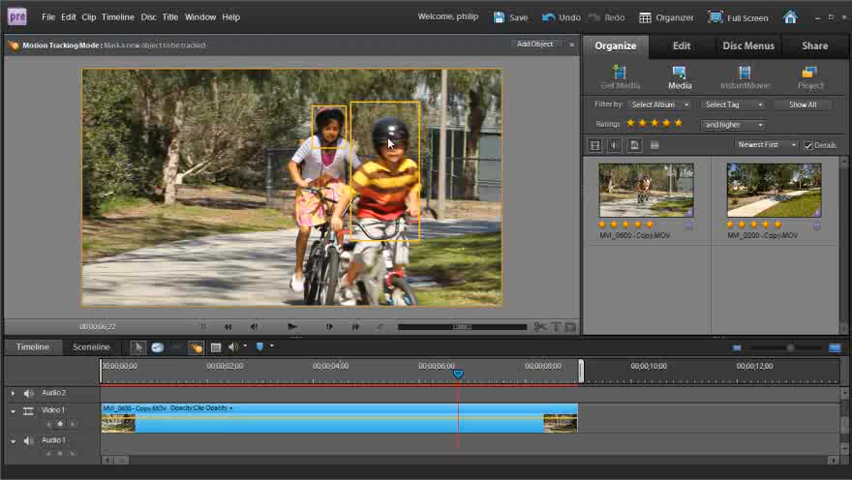 pre File Edit Clip Timeline Disc Title Window Help Welcome, philip Save Undo Redo Organizer Full Screen
Motion Tracking Mode : Mark a new object to be tracked Add Object
Organize Edit Disc Menus Share
Get Media Media InstantMovie Project
Filter by: Select Album Select Tag Show All
Ratings: and higher
Newest First Details
MVI_0600 - Copy.MOV MVI_0200 - Copy.MOV
00;00;06;22
Timeline Sceneline
00;00;00;00 00;00;02;00 00;00;04;00 00;00;06;00 00;00;08;00 00;00;10;00 00;00;12;00
Audio 2
Video 1 MVI_0600 - Copy.MOV Opacity:Clip Opacity
Audio 1